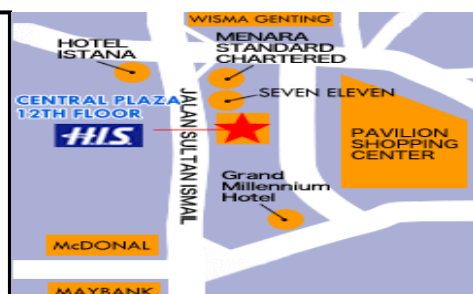 WISMA GENTING
HOTEL
ISTANA
MENARA
STANDARD
CHARTERED
SEVEN ELEVEN
CENTRAL PLAZA
12TH FLOOR
H.I.S.
JALAN SULTAN ISMAIL
PAVILION
SHOPPING
CENTER
Grand
Millennium
Hotel
McDONAL
MAYBANK